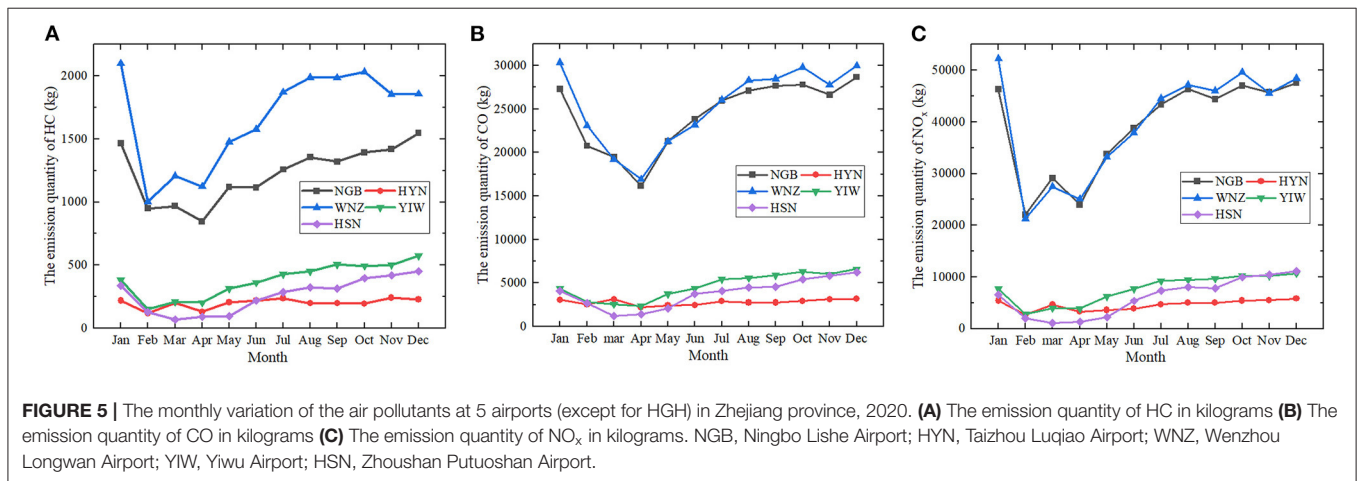 A
The emission quantity of HC (kg)
2000
1500
1000
500
0
NGB HYN
WNZ YIW
HSN
Jan Feb Mar Apr May Jun Jul Aug Sep Oct Nov Dec
Month
B
The emission quantity of CO (kg)
30000
25000
20000
15000
10000
5000
0
NGB HYN
WNZ YIW
HSN
Jan Feb mar Apr May Jun Jul Aug Sep Oct Nov Dec
Month
C
The emission quantity of NOx (kg)
50000
40000
30000
20000
10000
0
NGB HYN
WNZ YIW
HSN
Jan Feb Mar Apr May Jun Jul Aug Sep Oct Nov Dec
Month
FIGURE 5 | The monthly variation of the air pollutants at 5 airports (except for HGH) in Zhejiang province, 2020. (A) The emission quantity of HC in kilograms (B) The
emission quantity of CO in kilograms (C) The emission quantity of NOx in kilograms. NGB, Ningbo Lishe Airport; HYN, Taizhou Luqiao Airport; WNZ, Wenzhou
Longwan Airport; YIW, Yiwu Airport; HSN, Zhoushan Putuoshan Airport.